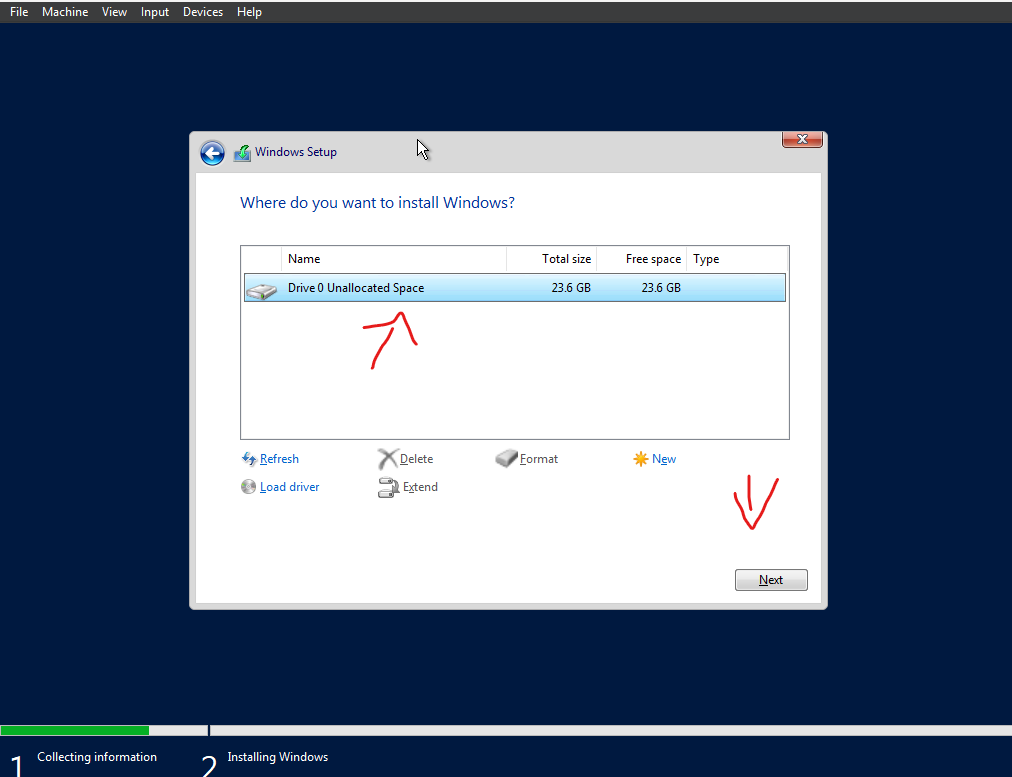 File Machine View Input Devices Help
Windows Setup
Where do you want to install Windows?
Name Total size Free space Type
Drive 0 Unallocated Space 23.6 GB 23.6 GB
Refresh Delete Format New
Load driver Extend
Next
1 Collecting information 2 Installing Windows